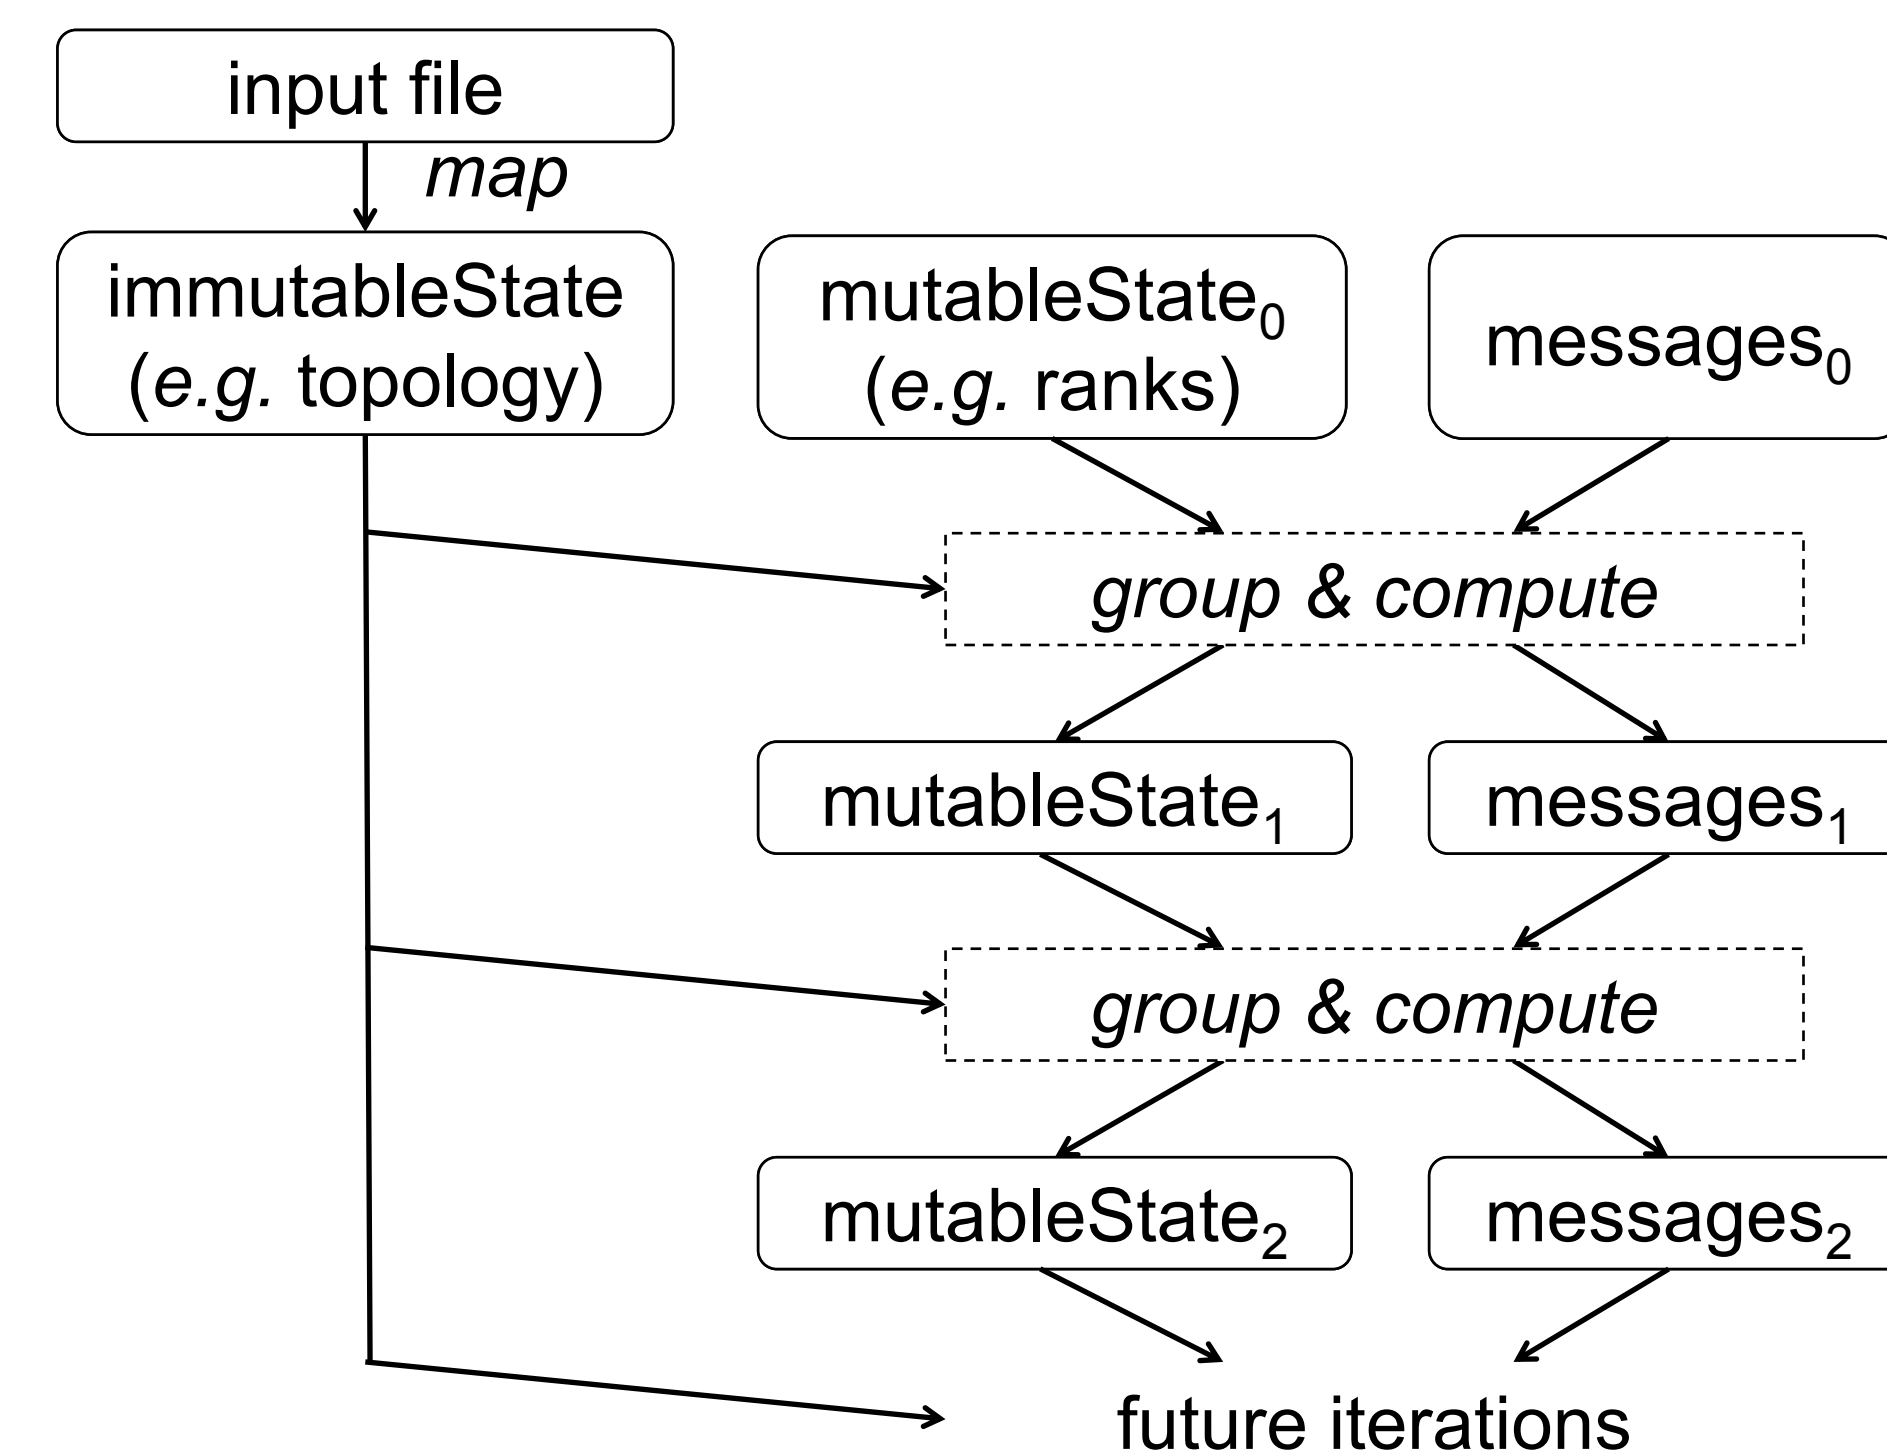 input file
map
immutableState
(e.g. topology)
mutableState₀
(e.g. ranks)
messages₀
group & compute
mutableState₁
messages₁
group & compute
mutableState₂
messages₂
future iterations